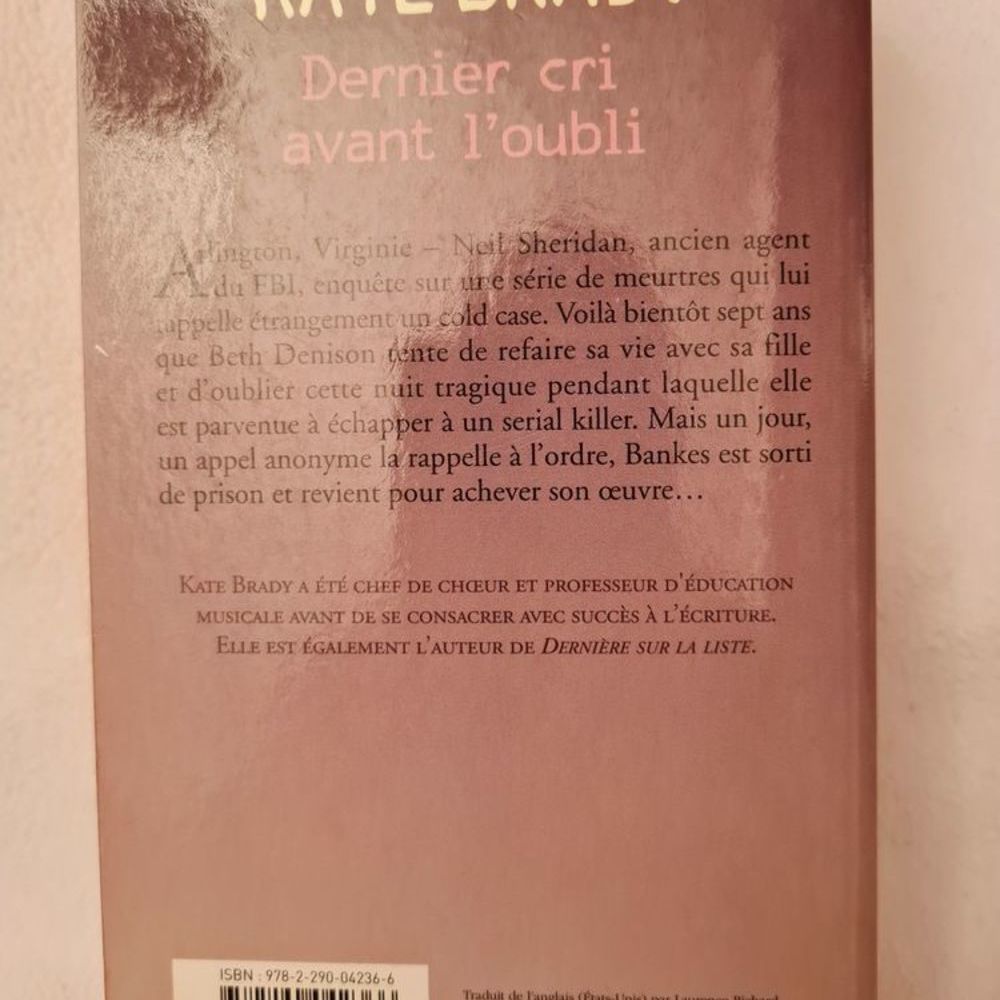 KATE BRADY
Dernier cri
avant l'oubli
Arlington, Virginie – Neil Sheridan, ancien agent
du FBI, enquête sur une série de meurtres qui lui
rappelle étrangement un cold case. Voilà bientôt sept ans
que Beth Denison tente de refaire sa vie avec sa fille
et d'oublier cette nuit tragique pendant laquelle elle
est parvenue à échapper à un serial killer. Mais un jour,
un appel anonyme la rappelle à l'ordre, Bankes est sorti
de prison et revient pour achever son œuvre…
Kate Brady a été chef de chœur et professeur d'éducation
musicale avant de se consacrer avec succès à l'écriture.
Elle est également l'auteur de Dernière sur la liste.
ISBN : 978-2-290-04236-6
Traduit de l'anglais (États-Unis) par Laurence